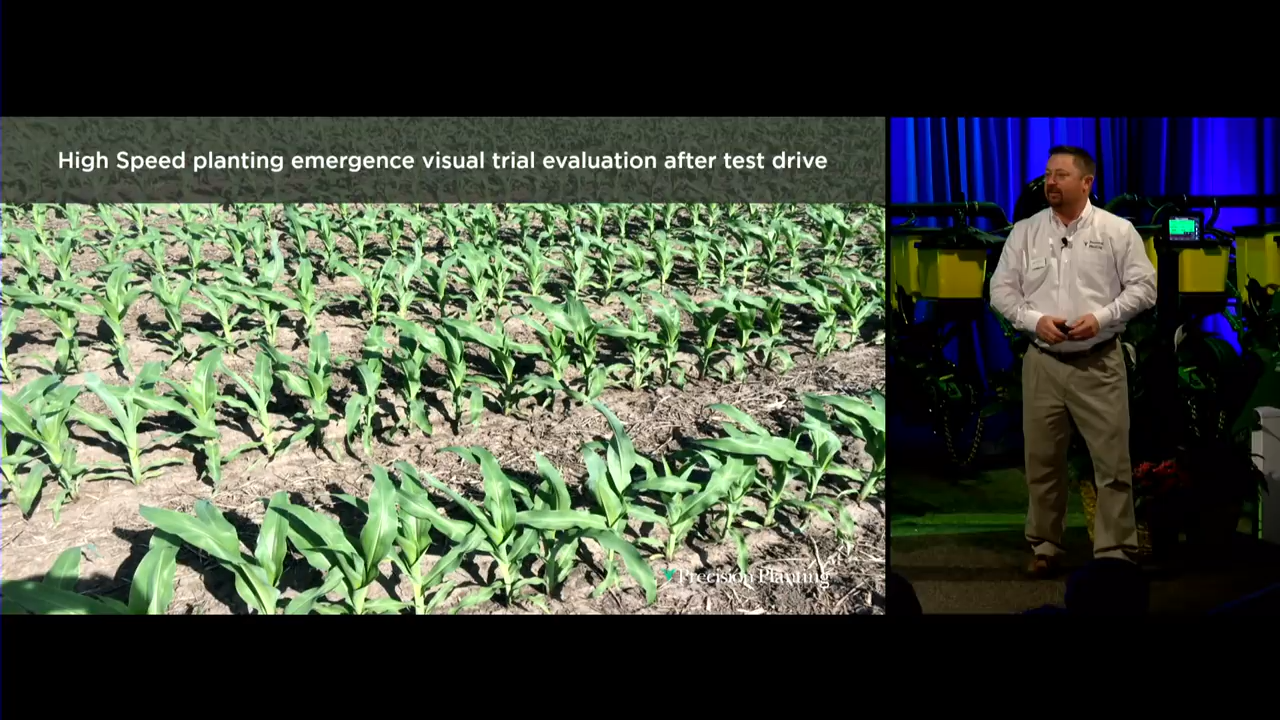 High Speed planting emergence visual trial evaluation after test drive
Precision Planting